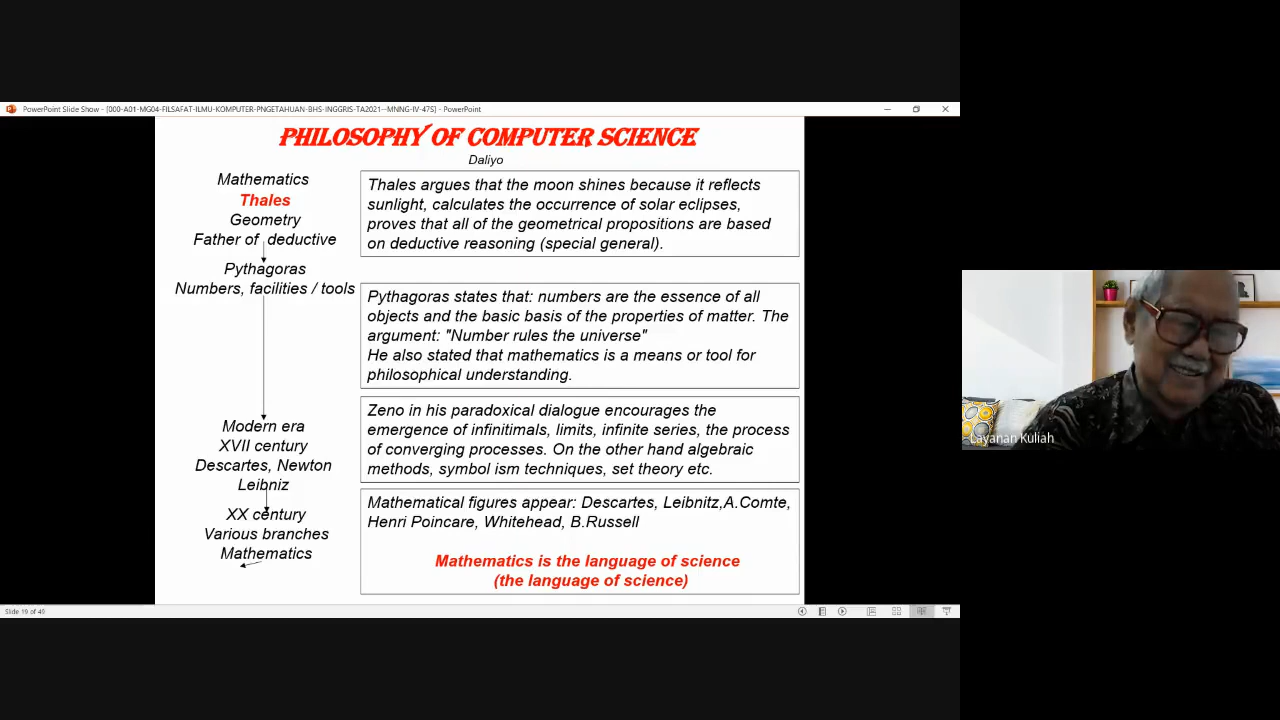 PowerPoint Slide Show - [000-A01-MG04-FILSAFAT-ILMU-KOMPUTER-PNGETAHUAN-BHS-INGGRIS-TA2021--MNNG-IV-47S] - PowerPoint
PHILOSOPHY OF COMPUTER SCIENCE
Daliyo
Mathematics
Thales
Geometry
Father of deductive
Thales argues that the moon shines because it reflects
sunlight, calculates the occurrence of solar eclipses,
proves that all of the geometrical propositions are based
on deductive reasoning (special general).
Pythagoras
Numbers, facilities / tools
Pythagoras states that: numbers are the essence of all
objects and the basic basis of the properties of matter. The
argument: "Number rules the universe"
He also stated that mathematics is a means or tool for
philosophical understanding.
Modern era
XVII century
Descartes, Newton
Leibniz
Zeno in his paradoxical dialogue encourages the
emergence of infinitimals, limits, infinite series, the process
of converging processes. On the other hand algebraic
methods, symbol ism techniques, set theory etc.
XX century
Various branches
Mathematics
Mathematical figures appear: Descartes, Leibnitz,A.Comte,
Henri Poincare, Whitehead, B.Russell
Mathematics is the language of science
(the language of science)
Slide 19 of 49
Layanan Kuliah